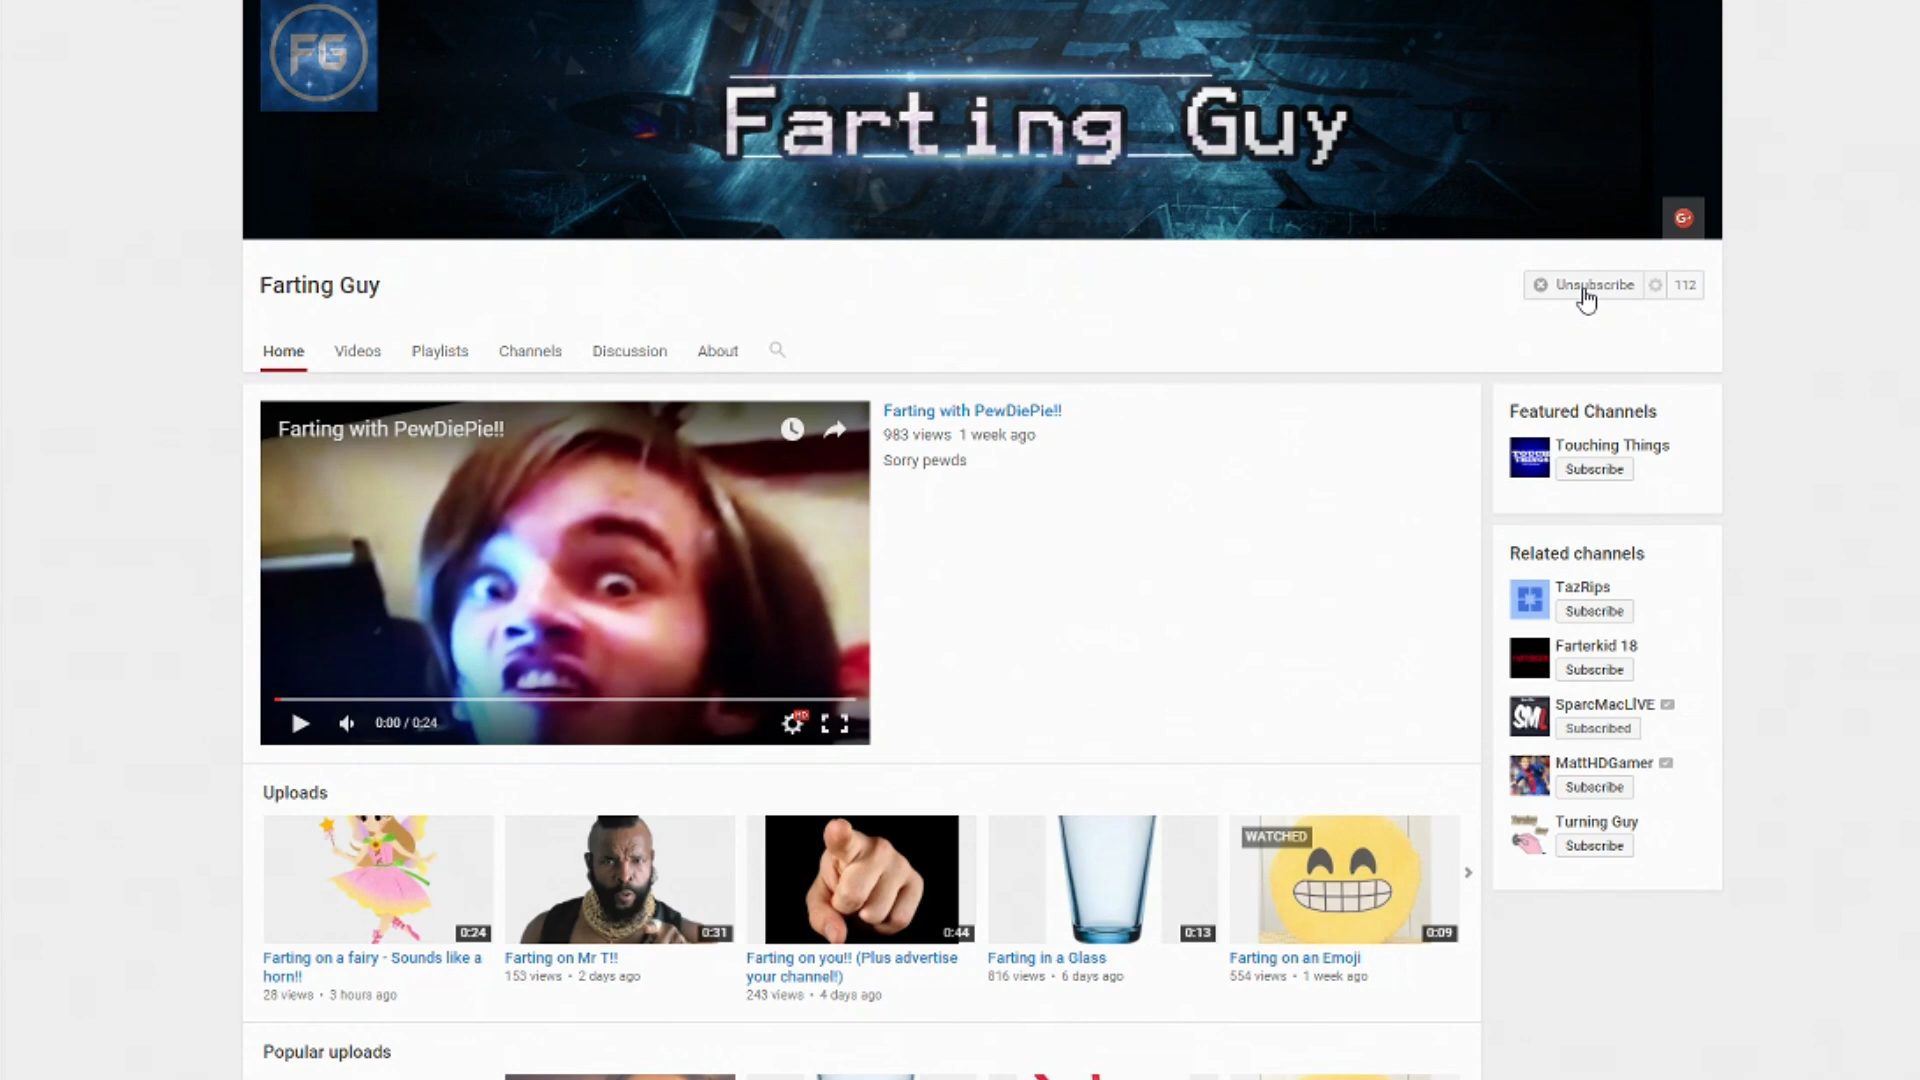 FG
Farting Guy
G+
Farting Guy
Unsubscribe 112
Home Videos Playlists Channels Discussion About
Farting with PewDiePie!!
0:00 / 0:24
HD
Farting with PewDiePie!!
983 views 1 week ago
Sorry pewds
Featured Channels
TOUCH
THINGS
Touching Things
Subscribe
Related channels
TazRips
Subscribe
Farterkid 18
Subscribe
SML
SparcMacLIVE
Subscribed
MattHDGamer
Subscribe
Turning Guy
Subscribe
Uploads
0:24
Farting on a fairy - Sounds like a
horn!!
28 views • 3 hours ago
0:31
Farting on Mr T!!
153 views • 2 days ago
0:44
Farting on you!! (Plus advertise
your channel!)
243 views • 4 days ago
0:13
Farting in a Glass
816 views • 6 days ago
WATCHED
0:09
Farting on an Emoji
554 views • 1 week ago
Popular uploads